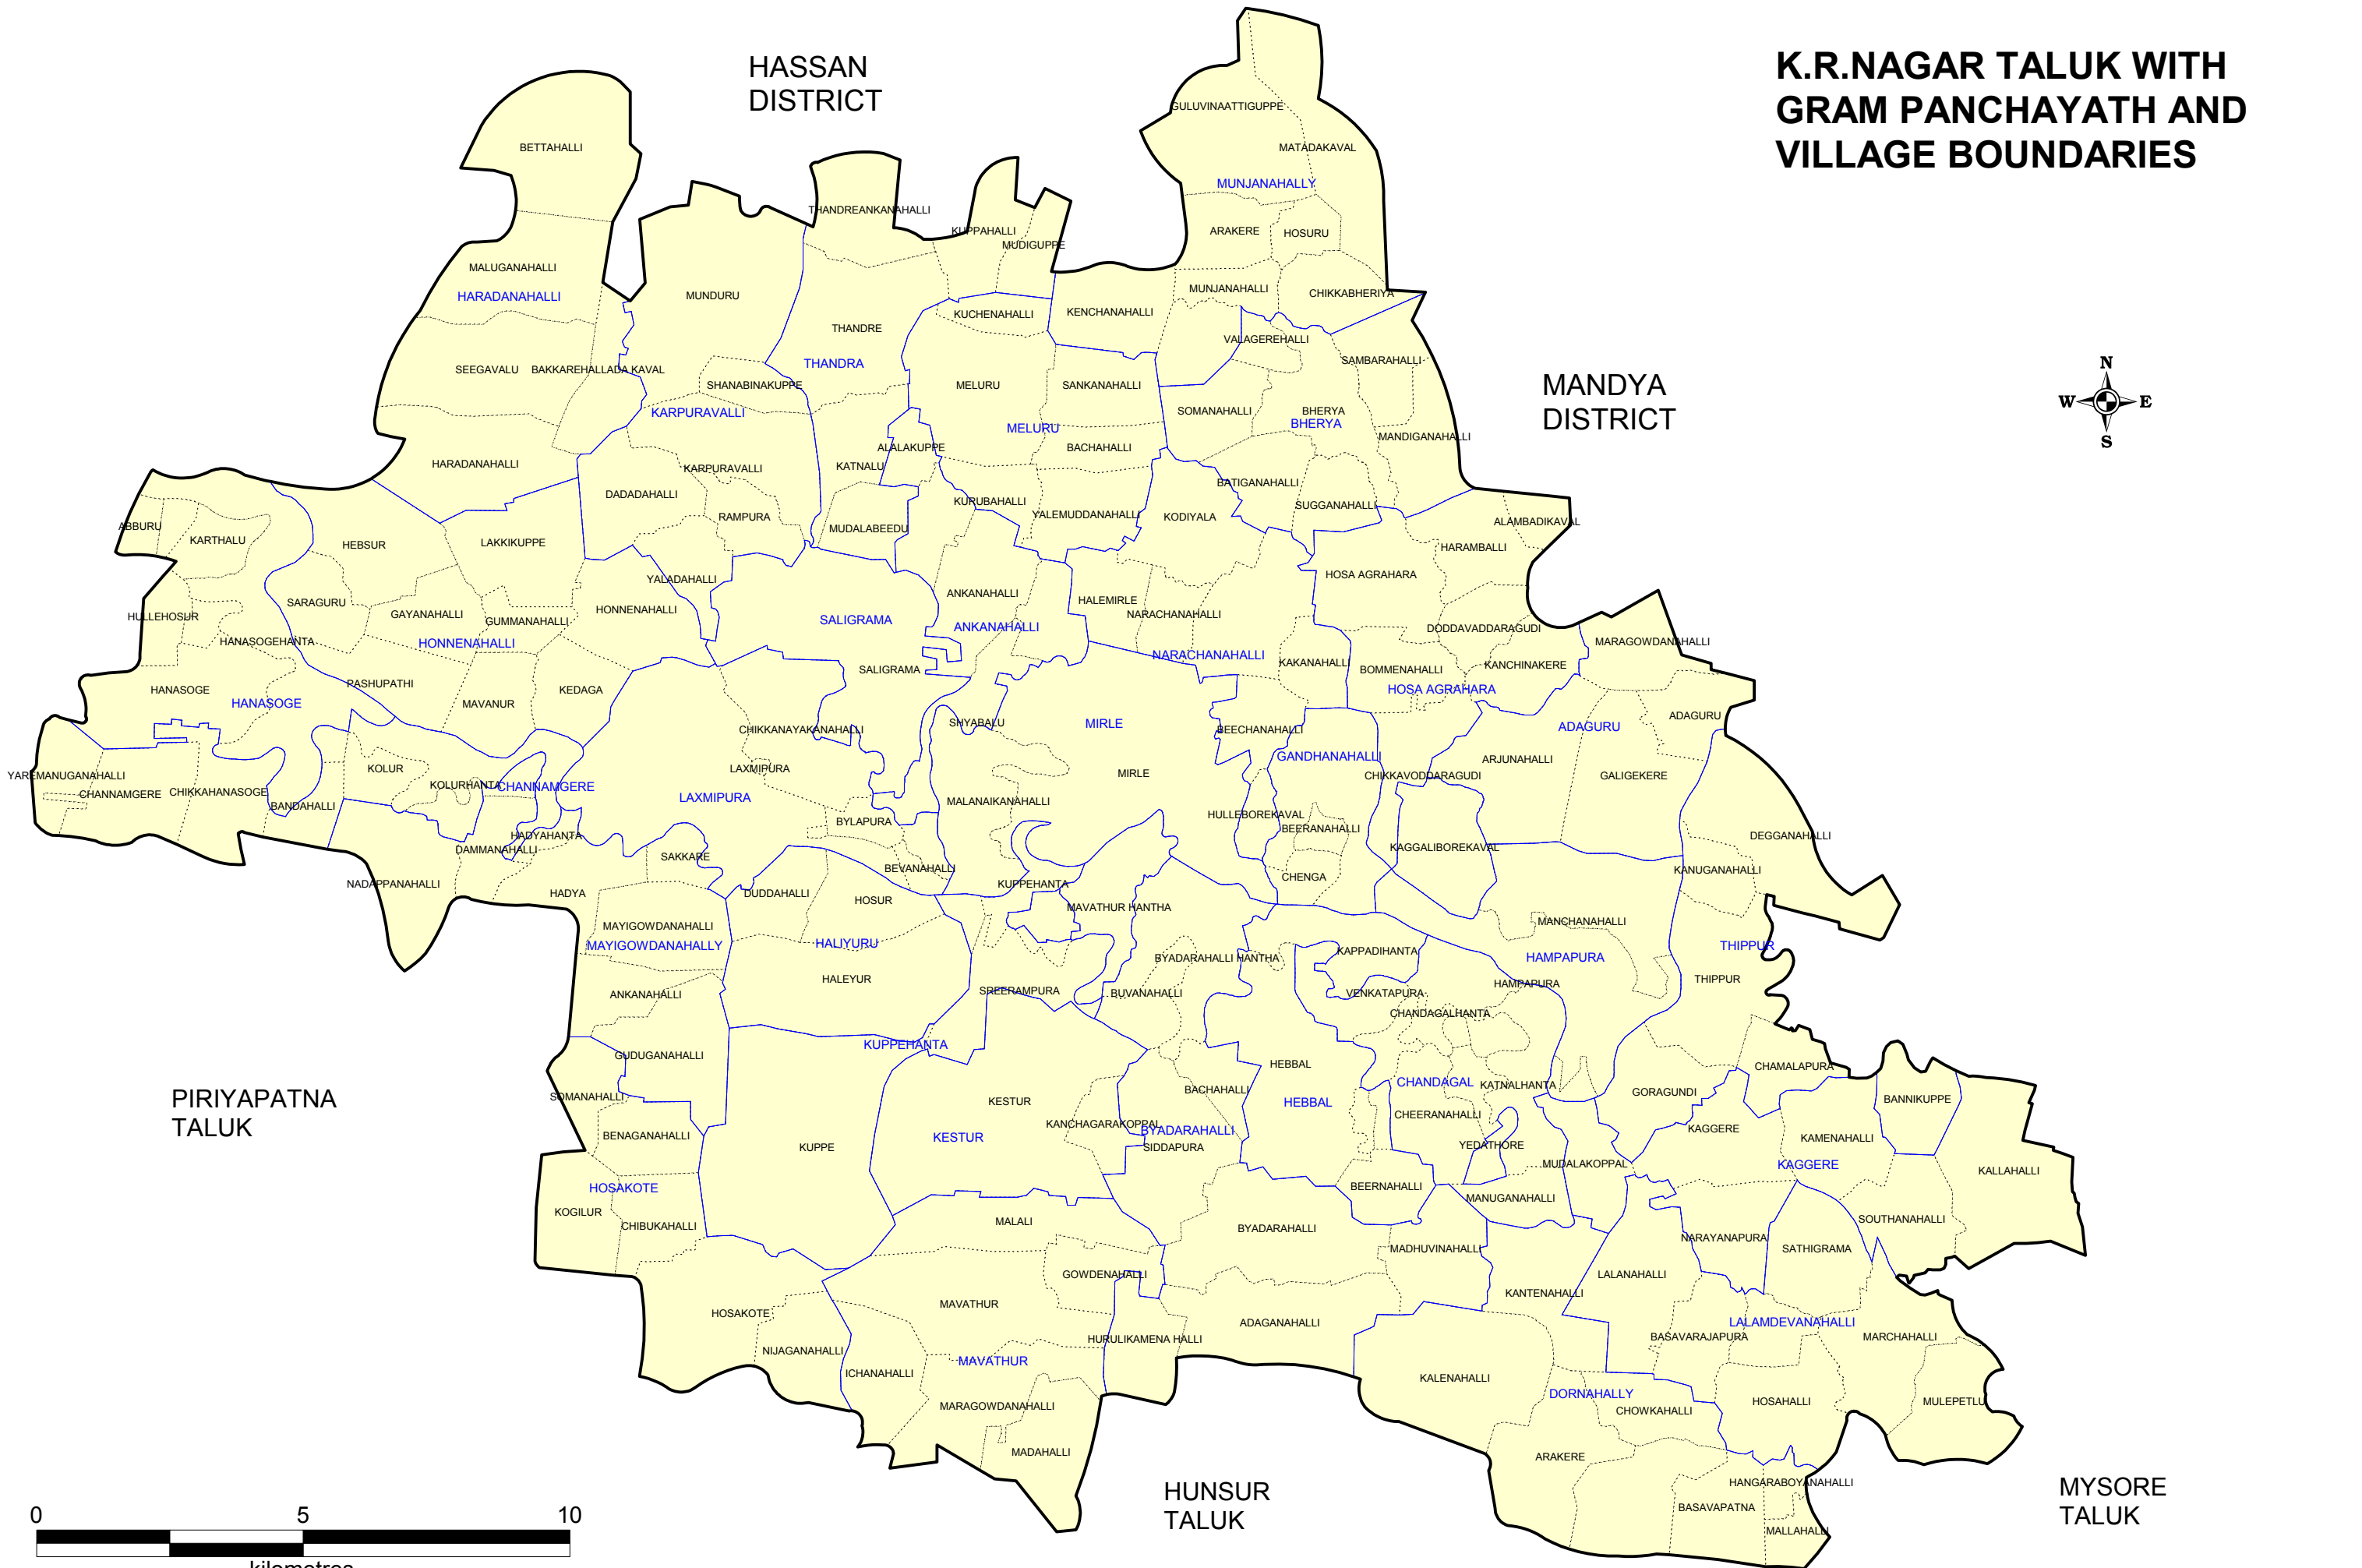 K.R.NAGAR TALUK WITH
GRAM PANCHAYATH AND
VILLAGE BOUNDARIES
HASSAN
DISTRICT
MANDYA
DISTRICT
N
W
E
S
GULUVINAATTIGUPPE
BETTAHALLI
MATADAKAVAL
MUNJANAHALLY
THANDREANKANAHALLI
KUPPAHALLI
MUDIGUPPE
ARAKERE
HOSURU
MALUGANAHALLI
HARADANAHALLI
MUNDURU
MUNJANAHALLI
CHIKKABHERIYA
KUCHENAHALLI
KENCHANAHALLI
THANDRE
THANDRA
VALAGEREHALLI
SAMBARAHALLI
SEEGAVALU
BAKKAREHALLADA KAVAL
SHANABINAKUPPE
KARPURAVALLI
MELURU
SANKANAHALLI
SOMANAHALLI
BHERYA
BHERYA
MELURU
MANDIGANAHALLI
ALALAKUPPE
BACHAHALLI
HARADANAHALLI
KARPURAVALLI
KATNALU
DADADAHALLI
BATIGANAHALLI
KURUBAHALLI
SUGGANAHALLI
RAMPURA
YALEMUDDANAHALLI
KODIYALA
ABBURU
KARTHALU
HEBSUR
LAKKIKUPPE
MUDALABEEDU
ALAMBADIKAVAL
HARAMBALLI
HOSA AGRAHARA
YALADAHALLI
ANKANAHALLI
HALEMIRLE
SARAGURU
GAYANAHALLI
HONNENAHALLI
HULLEHOSUR
GUMMANAHALLI
SALIGRAMA
ANKANAHALLI
NARACHANAHALLI
DODDAVADDARAGUDI
HANASOGEHANTA
HONNENAHALLI
MARAGOWDANAHALLI
NARACHANAHALLI
KAKANAHALLI
BOMMENAHALLI
KANCHINAKERE
SALIGRAMA
HANASOGE
PASHUPATHI
KEDAGA
HOSA AGRAHARA
HANASOGE
MAVANUR
SHYABALU
MIRLE
ADAGURU
ADAGURU
CHIKKANAYAKANAHALLI
BEECHANAHALLI
GANDHANAHALLI
ARJUNAHALLI
YAREMANUGANAHALLI
KOLUR
LAXMIPURA
MIRLE
CHIKKAVODDARAGUDI
GALIGEKERE
KOLURHANTA
CHANNAMGERE
CHANNAMGERE
CHIKKAHANASOGE
BANDAHALLI
LAXMIPURA
MALANAIKANAHALLI
HULLEBOREKAVAL
BYLAPURA
BEERANAHALLI
HADYAHANTA
DEGGANAHALLI
DAMMANAHALLI
SAKKARE
KAGGALIBOREKAVAL
BEVANAHALLI
KANUGANAHALLI
NADAPPANAHALLI
HADYA
DUDDAHALLI
HOSUR
KUPPEHANTA
CHENGA
MAVATHUR HANTHA
MAYIGOWDANAHALLI
MANCHANAHALLI
MAYIGOWDANAHALLY
HALIYURU
THIPPUR
BYADARAHALLI HANTHA
KAPPADIHANTA
HAMPAPURA
HALEYUR
THIPPUR
ANKANAHALLI
SREERAMPURA
BUVANAHALLI
VENKATAPURA
HAMPAPURA
CHANDAGALHANTA
KUPPEHANTA
GUDUGANAHALLI
HEBBAL
CHAMALAPURA
CHANDAGAL
KATNALHANTA
BACHAHALLI
GORAGUNDI
SOMANAHALLI
KESTUR
HEBBAL
BANNIKUPPE
PIRIYAPATNA
TALUK
CHEERANAHALLI
KANCHAGARAKOPPAL
BYADARAHALLI
KAGGERE
BENAGANAHALLI
KUPPE
KESTUR
SIDDAPURA
YEDATHORE
KAMENAHALLI
MUDALAKOPPAL
KAGGERE
KALLAHALLI
HOSAKOTE
BEERNAHALLI
MANUGANAHALLI
KOGILUR
CHIBUKAHALLI
MALALI
BYADARAHALLI
SOUTHANAHALLI
MADHUVINAHALLI
NARAYANAPURA
SATHIGRAMA
GOWDENAHALLI
LALANAHALLI
KANTENAHALLI
MAVATHUR
HOSAKOTE
ADAGANAHALLI
LALAMDEVANAHALLI
HURULIKAMENA HALLI
BASAVARAJAPURA
MARCHAHALLI
NIJAGANAHALLI
MAVATHUR
ICHANAHALLI
KALENAHALLI
DORNAHALLY
MARAGOWDANAHALLI
CHOWKAHALLI
HOSAHALLI
MULEPETLU
MADAHALLI
ARAKERE
HANGARABOYANAHALLI
HUNSUR
TALUK
MYSORE
TALUK
BASAVAPATNA
MALLAHALLI
0 5 10
kilometres